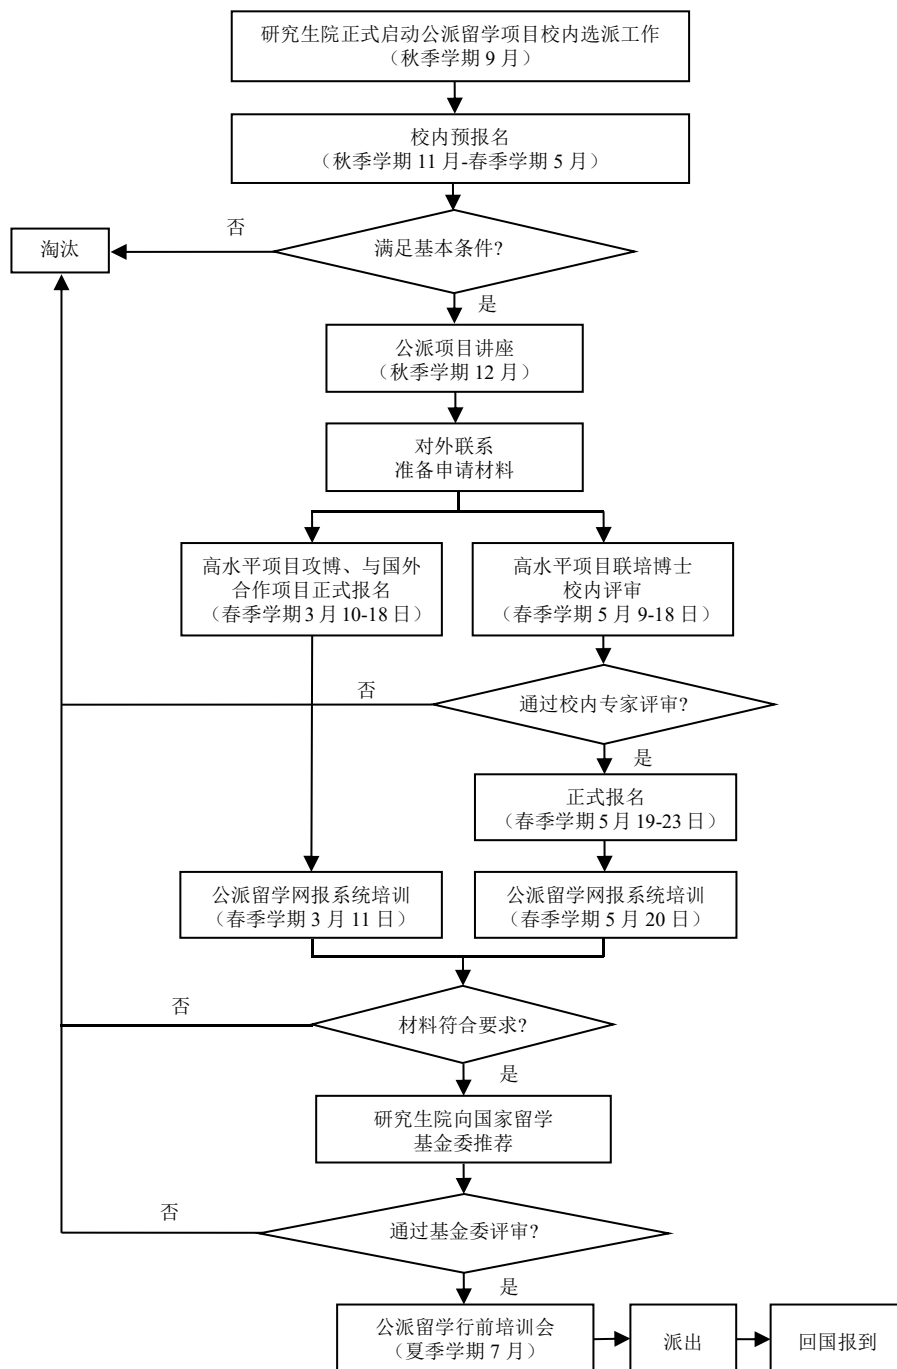 研究生院正式启动公派留学项目校内选派工作
（秋季学期 9 月）
校内预报名
（秋季学期 11 月-春季学期 5 月）
否
淘汰
满足基本条件?
是
公派项目讲座
（秋季学期 12 月）
对外联系
准备申请材料
高水平项目攻博、与国外
合作项目正式报名
（春季学期 3 月 10-18 日）
高水平项目联培博士
校内评审
（春季学期 5 月 9-18 日）
否
通过校内专家评审?
是
正式报名
（春季学期 5 月 19-23 日）
公派留学网报系统培训
（春季学期 3 月 11 日）
公派留学网报系统培训
（春季学期 5 月 20 日）
否
材料符合要求?
是
研究生院向国家留学
基金委推荐
否
通过基金委评审?
是
公派留学行前培训会
（夏季学期 7 月）
派出
回国报到